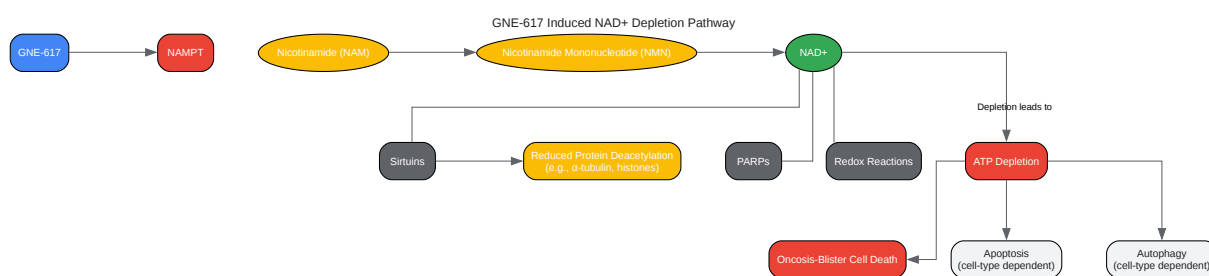 GNE-617 Induced NAD+ Depletion Pathway
GNE-617
NAMPT
Nicotinamide (NAM)
Nicotinamide Mononucleotide (NMN)
NAD+
Depletion leads to
Sirtuins
Reduced Protein Deacetylation
(e.g., α-tubulin, histones)
PARPs
Redox Reactions
ATP Depletion
Oncosis-Blister Cell Death
Apoptosis
(cell-type dependent)
Autophagy
(cell-type dependent)